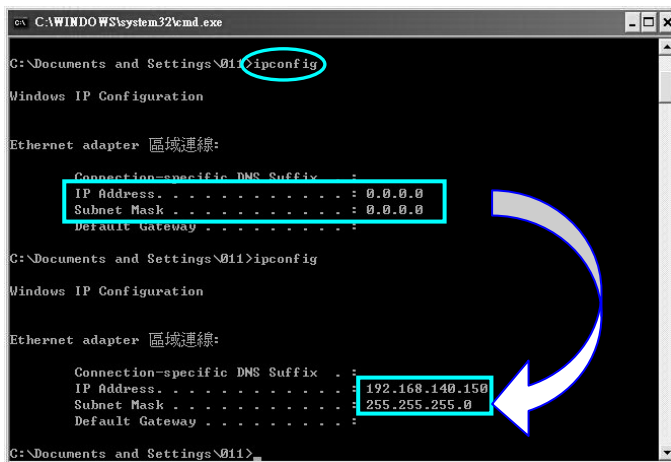 C:\WINDOWS\system32\cmd.exe
C:\Documents and Settings\011>ipconfig
Windows IP Configuration
Ethernet adapter 區域連線:
Connection-specific DNS Suffix . :
IP Address. . . . . . . . . . . . : 0.0.0.0
Subnet Mask . . . . . . . . . . . : 0.0.0.0
Default Gateway . . . . . . . . . :
C:\Documents and Settings\011>ipconfig
Windows IP Configuration
Ethernet adapter 區域連線:
Connection-specific DNS Suffix . :
IP Address. . . . . . . . . . . . : 192.168.140.150
Subnet Mask . . . . . . . . . . . : 255.255.255.0
Default Gateway . . . . . . . . . :
C:\Documents and Settings\011>_